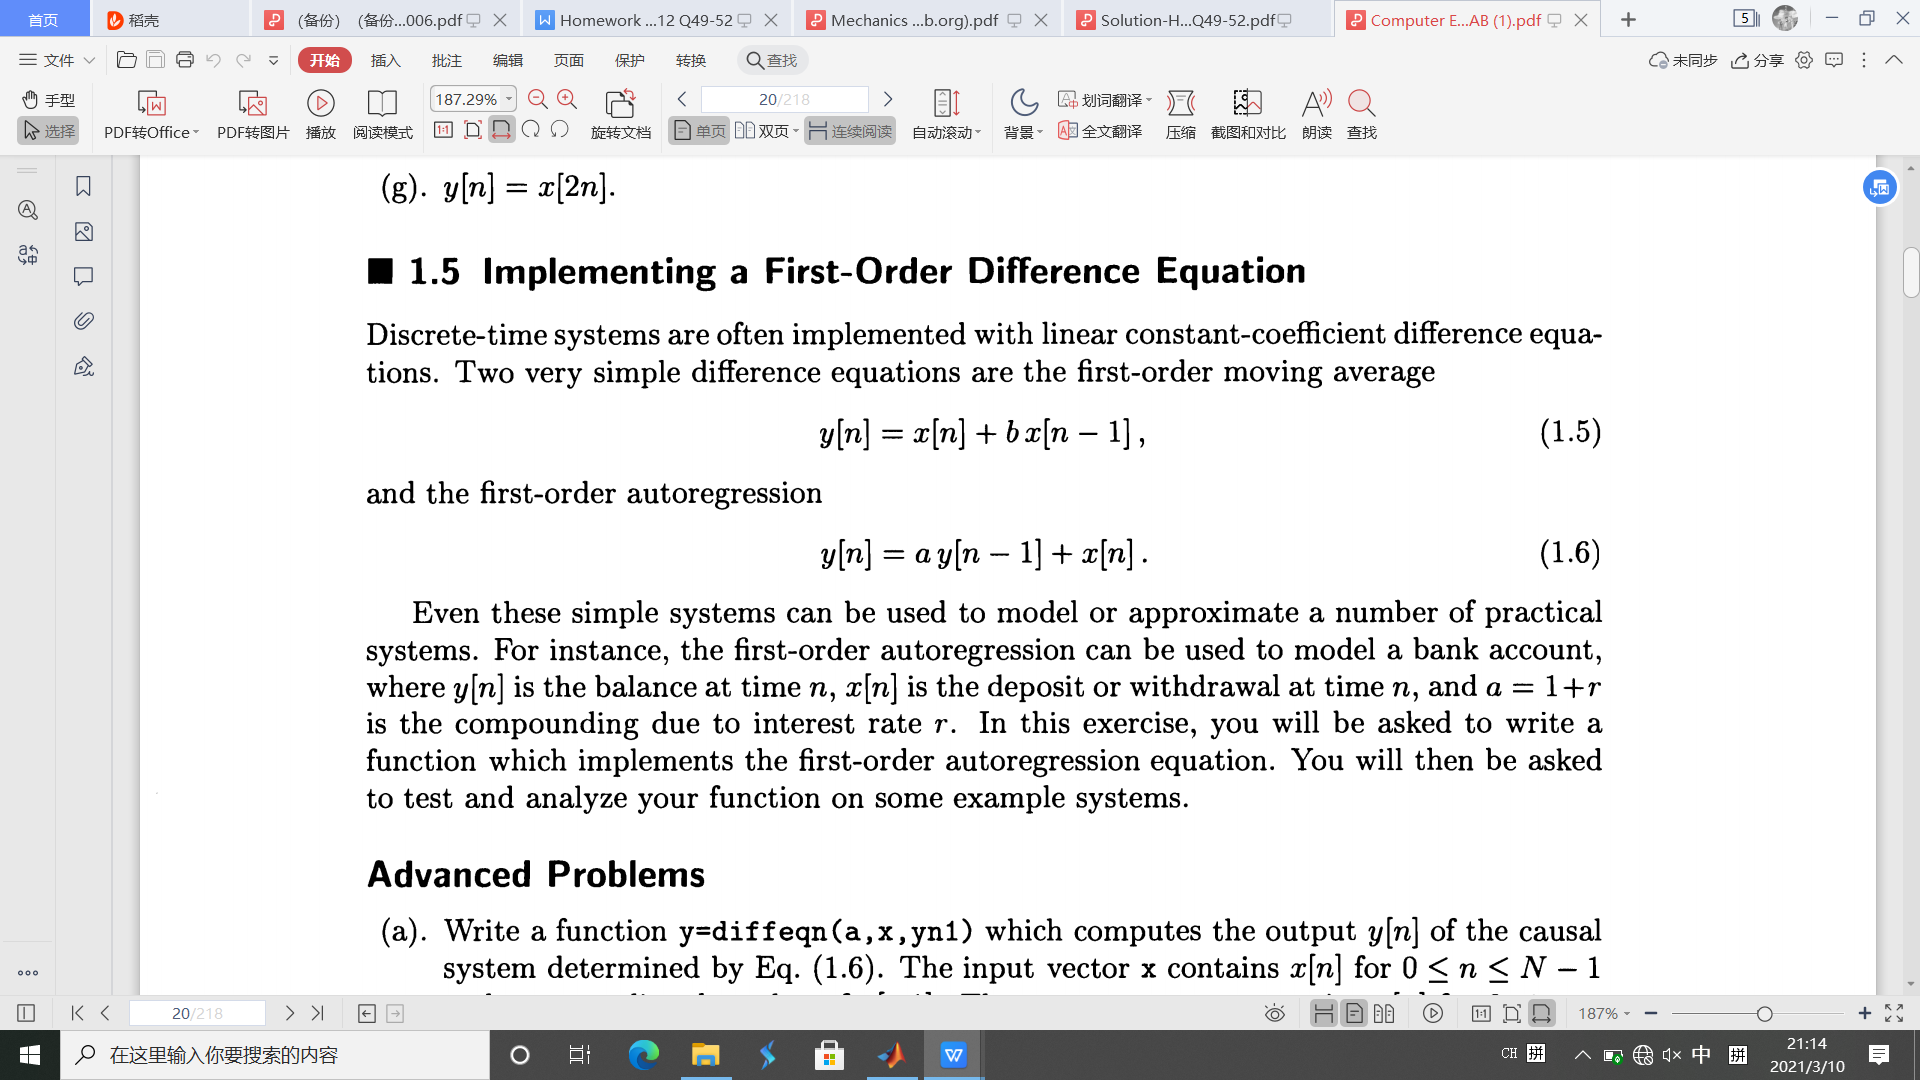 首页
稻壳
(备份) (备份...006.pdf
Homework ...12 Q49-52
Mechanics ...b.org).pdf
Solution-H...Q49-52.pdf
Computer E...AB (1).pdf
5
文件
开始
插入
批注
编辑
页面
保护
转换
查找
未同步
分享
手型
选择
PDF转Office
PDF转图片
播放
阅读模式
187.29%
1:1
旋转文档
20/218
单页
双页
连续阅读
自动滚动
背景
划词翻译
全文翻译
压缩
截图和对比
朗读
查找
(g). y[n] = x[2n].
■ 1.5 Implementing a First-Order Difference Equation
Discrete-time systems are often implemented with linear constant-coefficient difference equa-
tions. Two very simple difference equations are the first-order moving average
y[n] = x[n] + b x[n − 1] , (1.5)
and the first-order autoregression
y[n] = a y[n − 1] + x[n] . (1.6)
Even these simple systems can be used to model or approximate a number of practical
systems. For instance, the first-order autoregression can be used to model a bank account,
where y[n] is the balance at time n, x[n] is the deposit or withdrawal at time n, and a = 1+r
is the compounding due to interest rate r. In this exercise, you will be asked to write a
function which implements the first-order autoregression equation. You will then be asked
to test and analyze your function on some example systems.
Advanced Problems
(a). Write a function y=diffeqn(a,x,yn1) which computes the output y[n] of the causal
system determined by Eq. (1.6). The input vector x contains x[n] for 0 ≤ n ≤ N − 1
20/218
1:1
187%
在这里输入你要搜索的内容
CH 拼
中
拼
21:14
2021/3/10